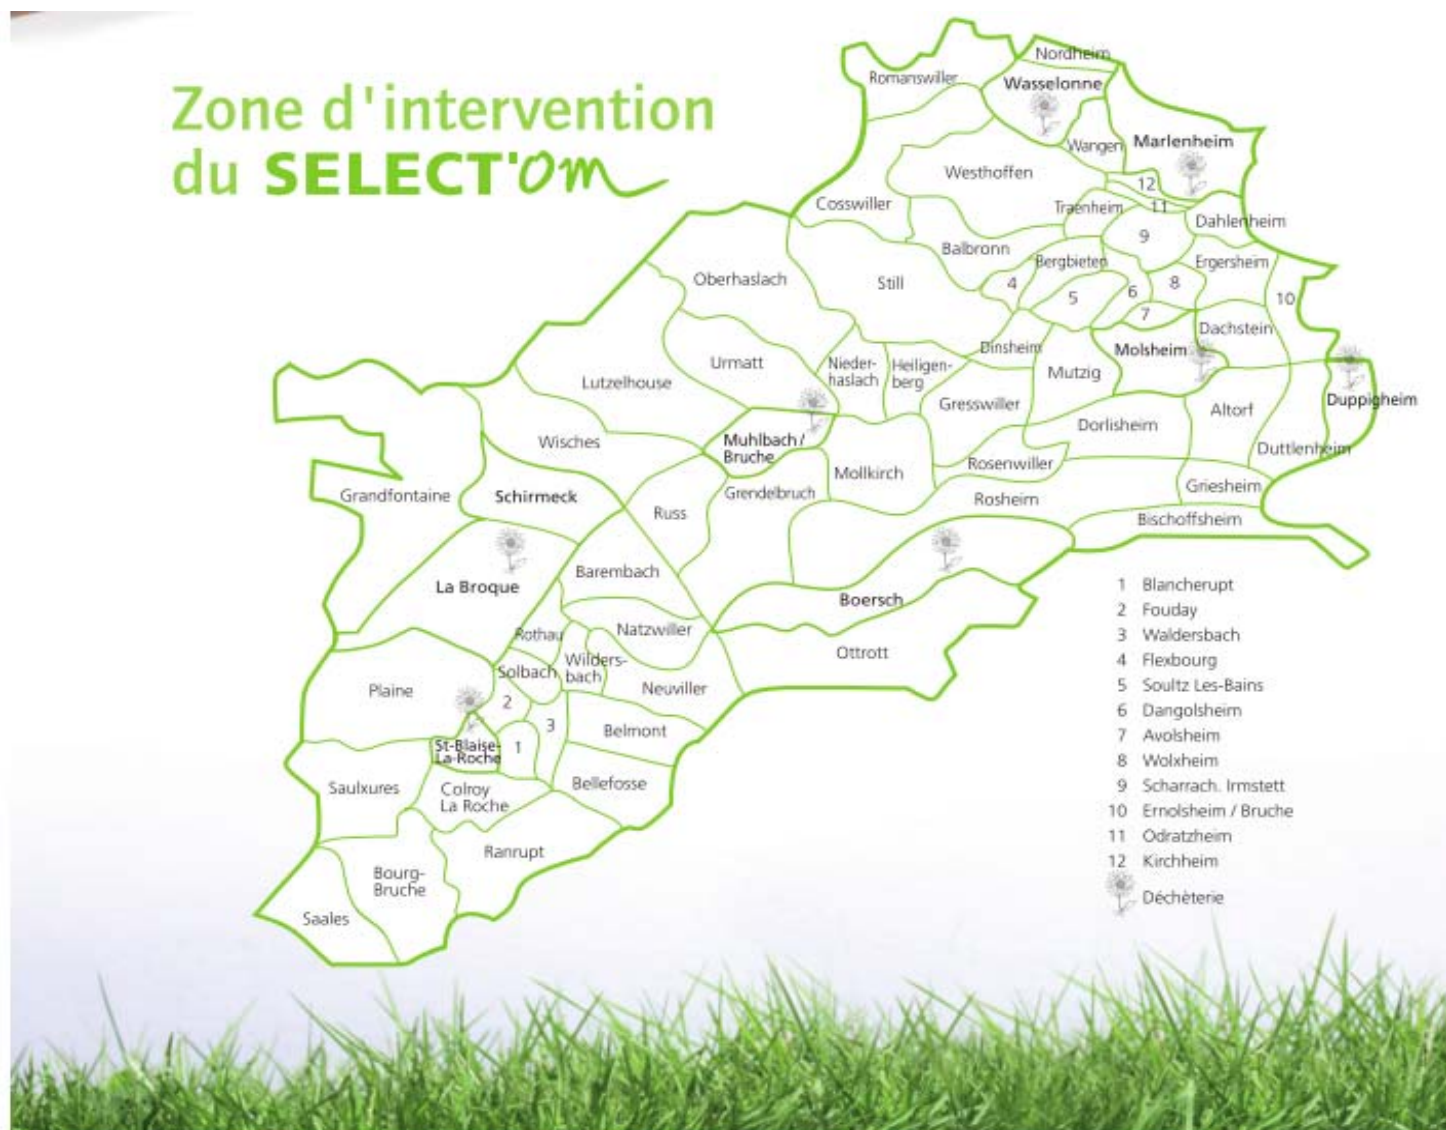 Zone d'intervention
du SELECT'Om
Nordheim
Romanswiller
Wasselonne
Wangen
Marlenheim
Westhoffen
12
Cosswiller
Traenheim
11
Dahlenheim
9
Balbronn
Bergbieten
Ergersheim
Oberhaslach
Still
4
5
6
8
10
7
Dachstein
Dinsheim
Molsheim
Urmatt
Nieder-
haslach
Heiligen-
berg
Mutzig
Lutzelhouse
Gresswiller
Altorf
Duppigheim
Dorlisheim
Wisches
Muhlbach /
Bruche
Duttlenheim
Rosenwiller
Mollkirch
Grandfontaine
Schirmeck
Grendelbruch
Griesheim
Russ
Rosheim
Bischoffsheim
Barembach
La Broque
Boersch
Rothau
Natzwiller
Ottrott
Solbach
Wilders-
bach
Plaine
Neuviller
2
3
Belmont
St-Blaise-
La-Roche
1
Saulxures
Colroy
La Roche
Bellefosse
Ranrupt
Bourg-
Bruche
Saales
1 Blancherupt
2 Fouday
3 Waldersbach
4 Flexbourg
5 Soultz Les-Bains
6 Dangolsheim
7 Avolsheim
8 Wolxheim
9 Scharrach. Irmstett
10 Ernolsheim / Bruche
11 Odratzheim
12 Kirchheim
Déchèterie